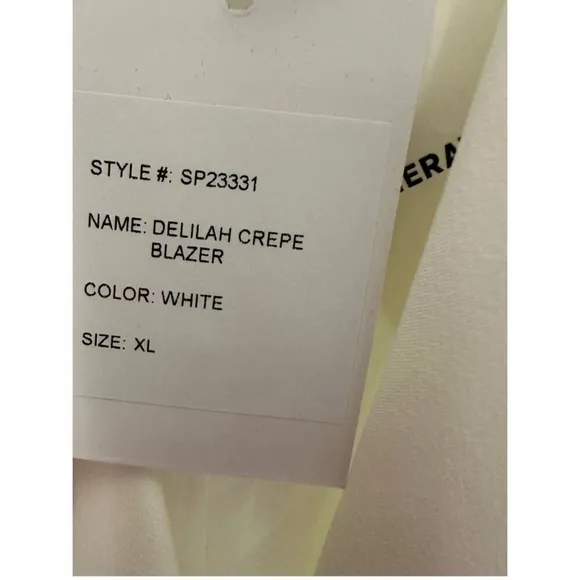 STYLE #: SP23331
NAME: DELILAH CREPE
BLAZER
COLOR: WHITE
SIZE: XL